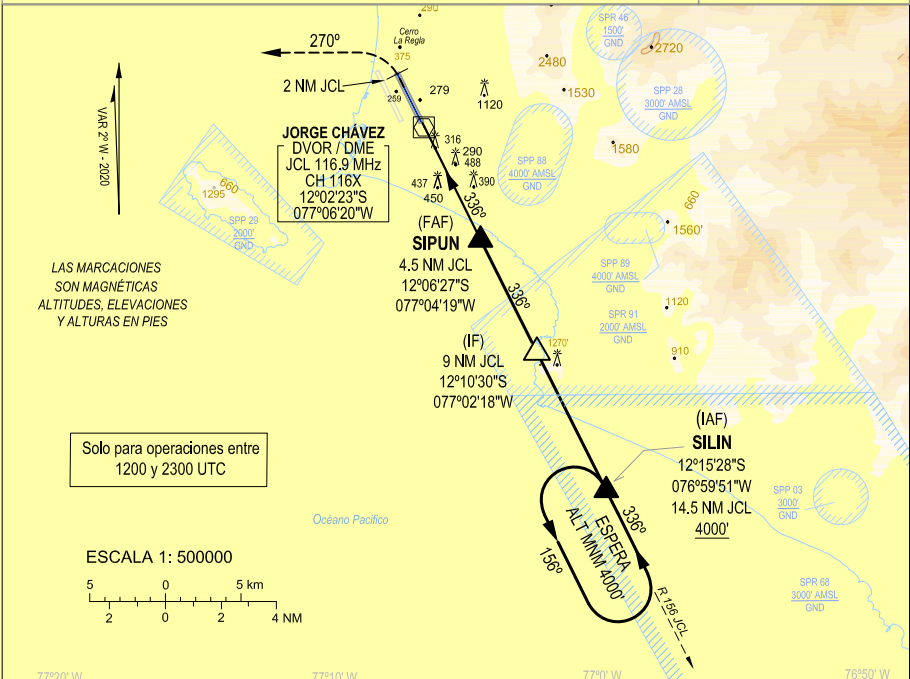 290
Cerro
La Regla
375
270º
2 NM JCL
259
279
1120
SPR 46
1500'
GND
2720
2480
1530
SPP 28
3000' AMSL
GND
1580
VAR 2º W - 2020
JORGE CHÁVEZ
DVOR / DME
JCL 116.9 MHz
CH 116X
12º02'23"S
077º06'20"W
316
290
488
437
390
450
SPP 88
4000' AMSL
GND
660
1295
SPP 29
2000'
GND
336º
660
1560'
(FAF)
SIPUN
4.5 NM JCL
12º06'27"S
077º04'19"W
LAS MARCACIONES
SON MAGNÉTICAS
ALTITUDES, ELEVACIONES
Y ALTURAS EN PIES
SPP 89
4000' AMSL
GND
336º
1120
SPR 91
2000' AMSL
GND
910
(IF)
9 NM JCL
12º10'30"S
077º02'18"W
1270'
(IAF)
SILIN
12º15'28"S
076º59'51"W
14.5 NM JCL
4000'
Solo para operaciones entre
1200 y 2300 UTC
SPP 03
3000'
GND
336º
ESPERA
ALT MNM 4000'
156º
Océano Pacífico
ESCALA 1: 500000
5 0 5 km
2 0 2 4 NM
R 156 JCL
SPR 68
3000' AMSL
GND
77º20' W
77º10' W
77º0' W
76º50' W